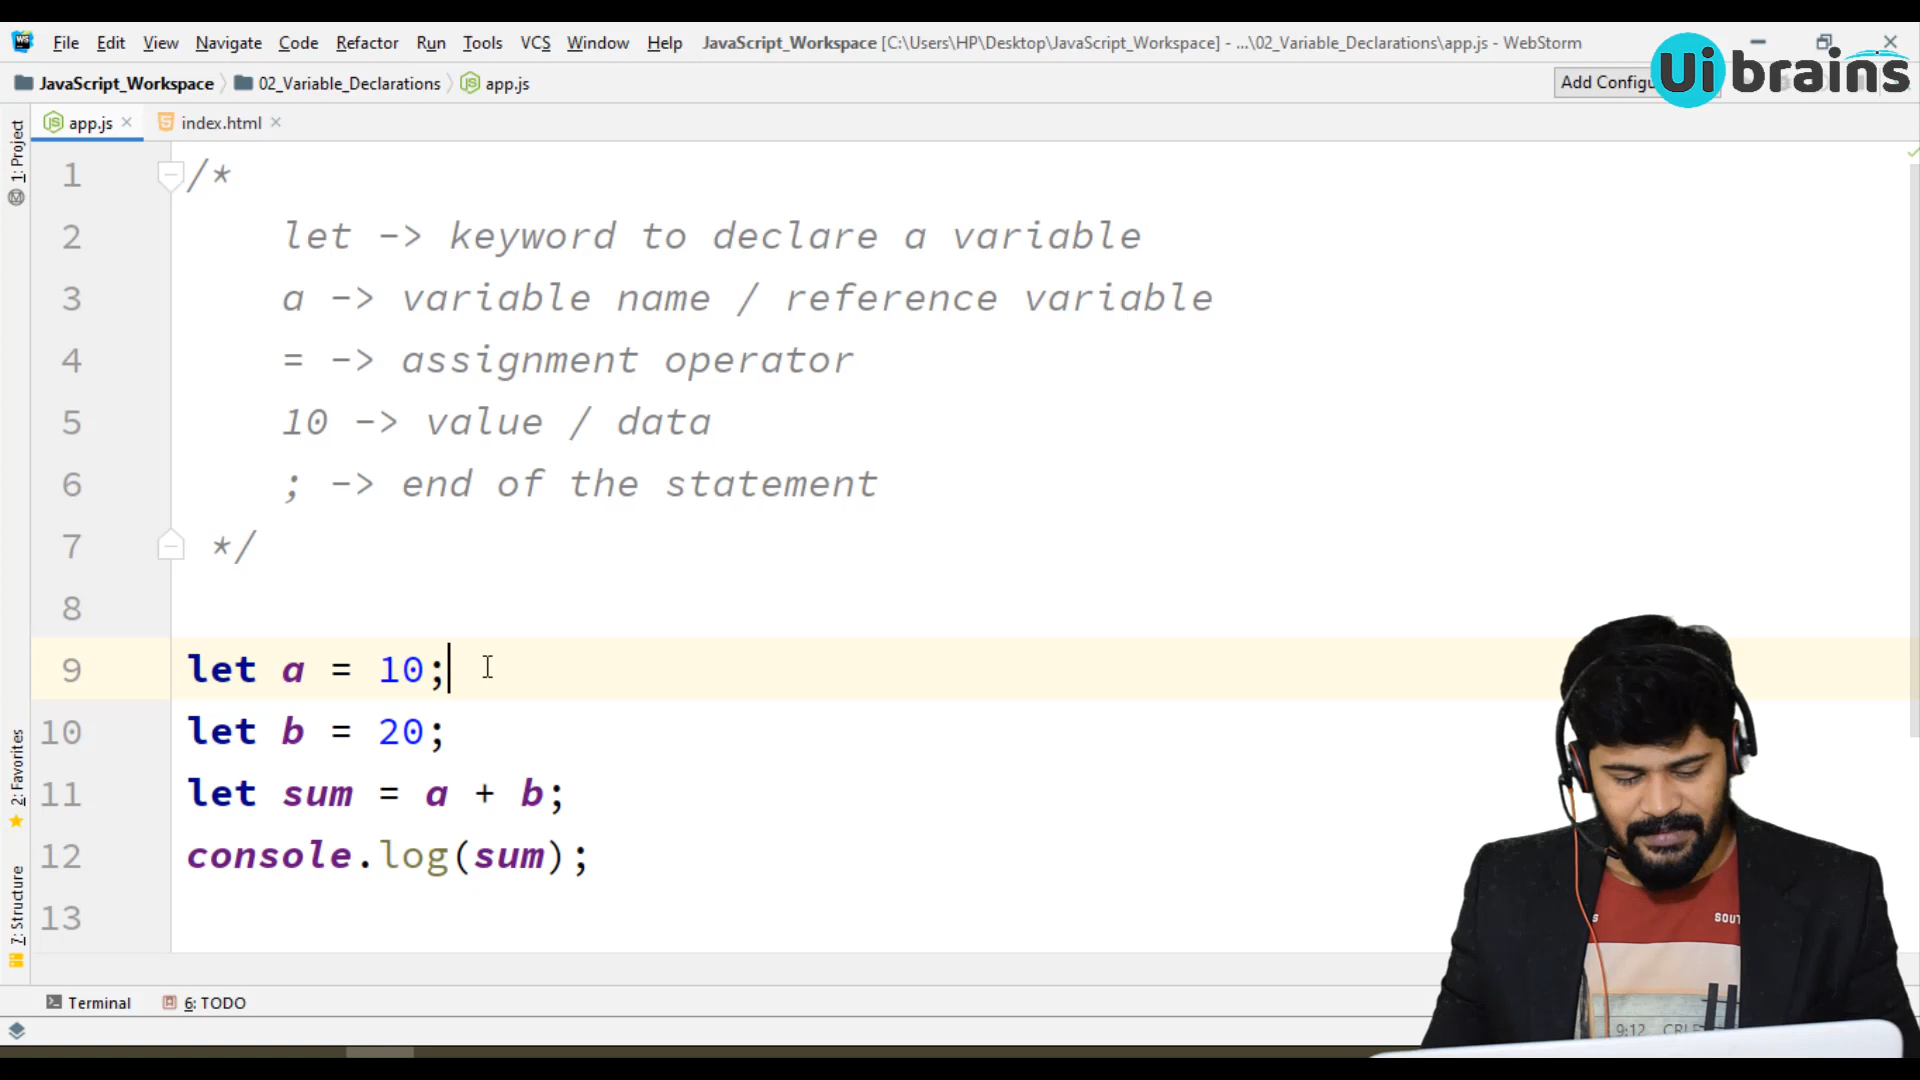 File Edit View Navigate Code Refactor Run Tools VCS Window Help JavaScript_Workspace [C:\Users\HP\Desktop\JavaScript_Workspace] - ...\02_Variable_Declarations\app.js - WebStorm
Ui brains
JavaScript_Workspace 02_Variable_Declarations app.js Add Configu
app.js index.html
1: Project
1 /*
2 let -> keyword to declare a variable
3 a -> variable name / reference variable
4 = -> assignment operator
5 10 -> value / data
6 ; -> end of the statement
7 */
8
9 let a = 10;
10 let b = 20;
11 let sum = a + b;
12 console.log(sum);
13
2: Favorites
7: Structure
Terminal 6: TODO
9:12 CRLF
SOUT